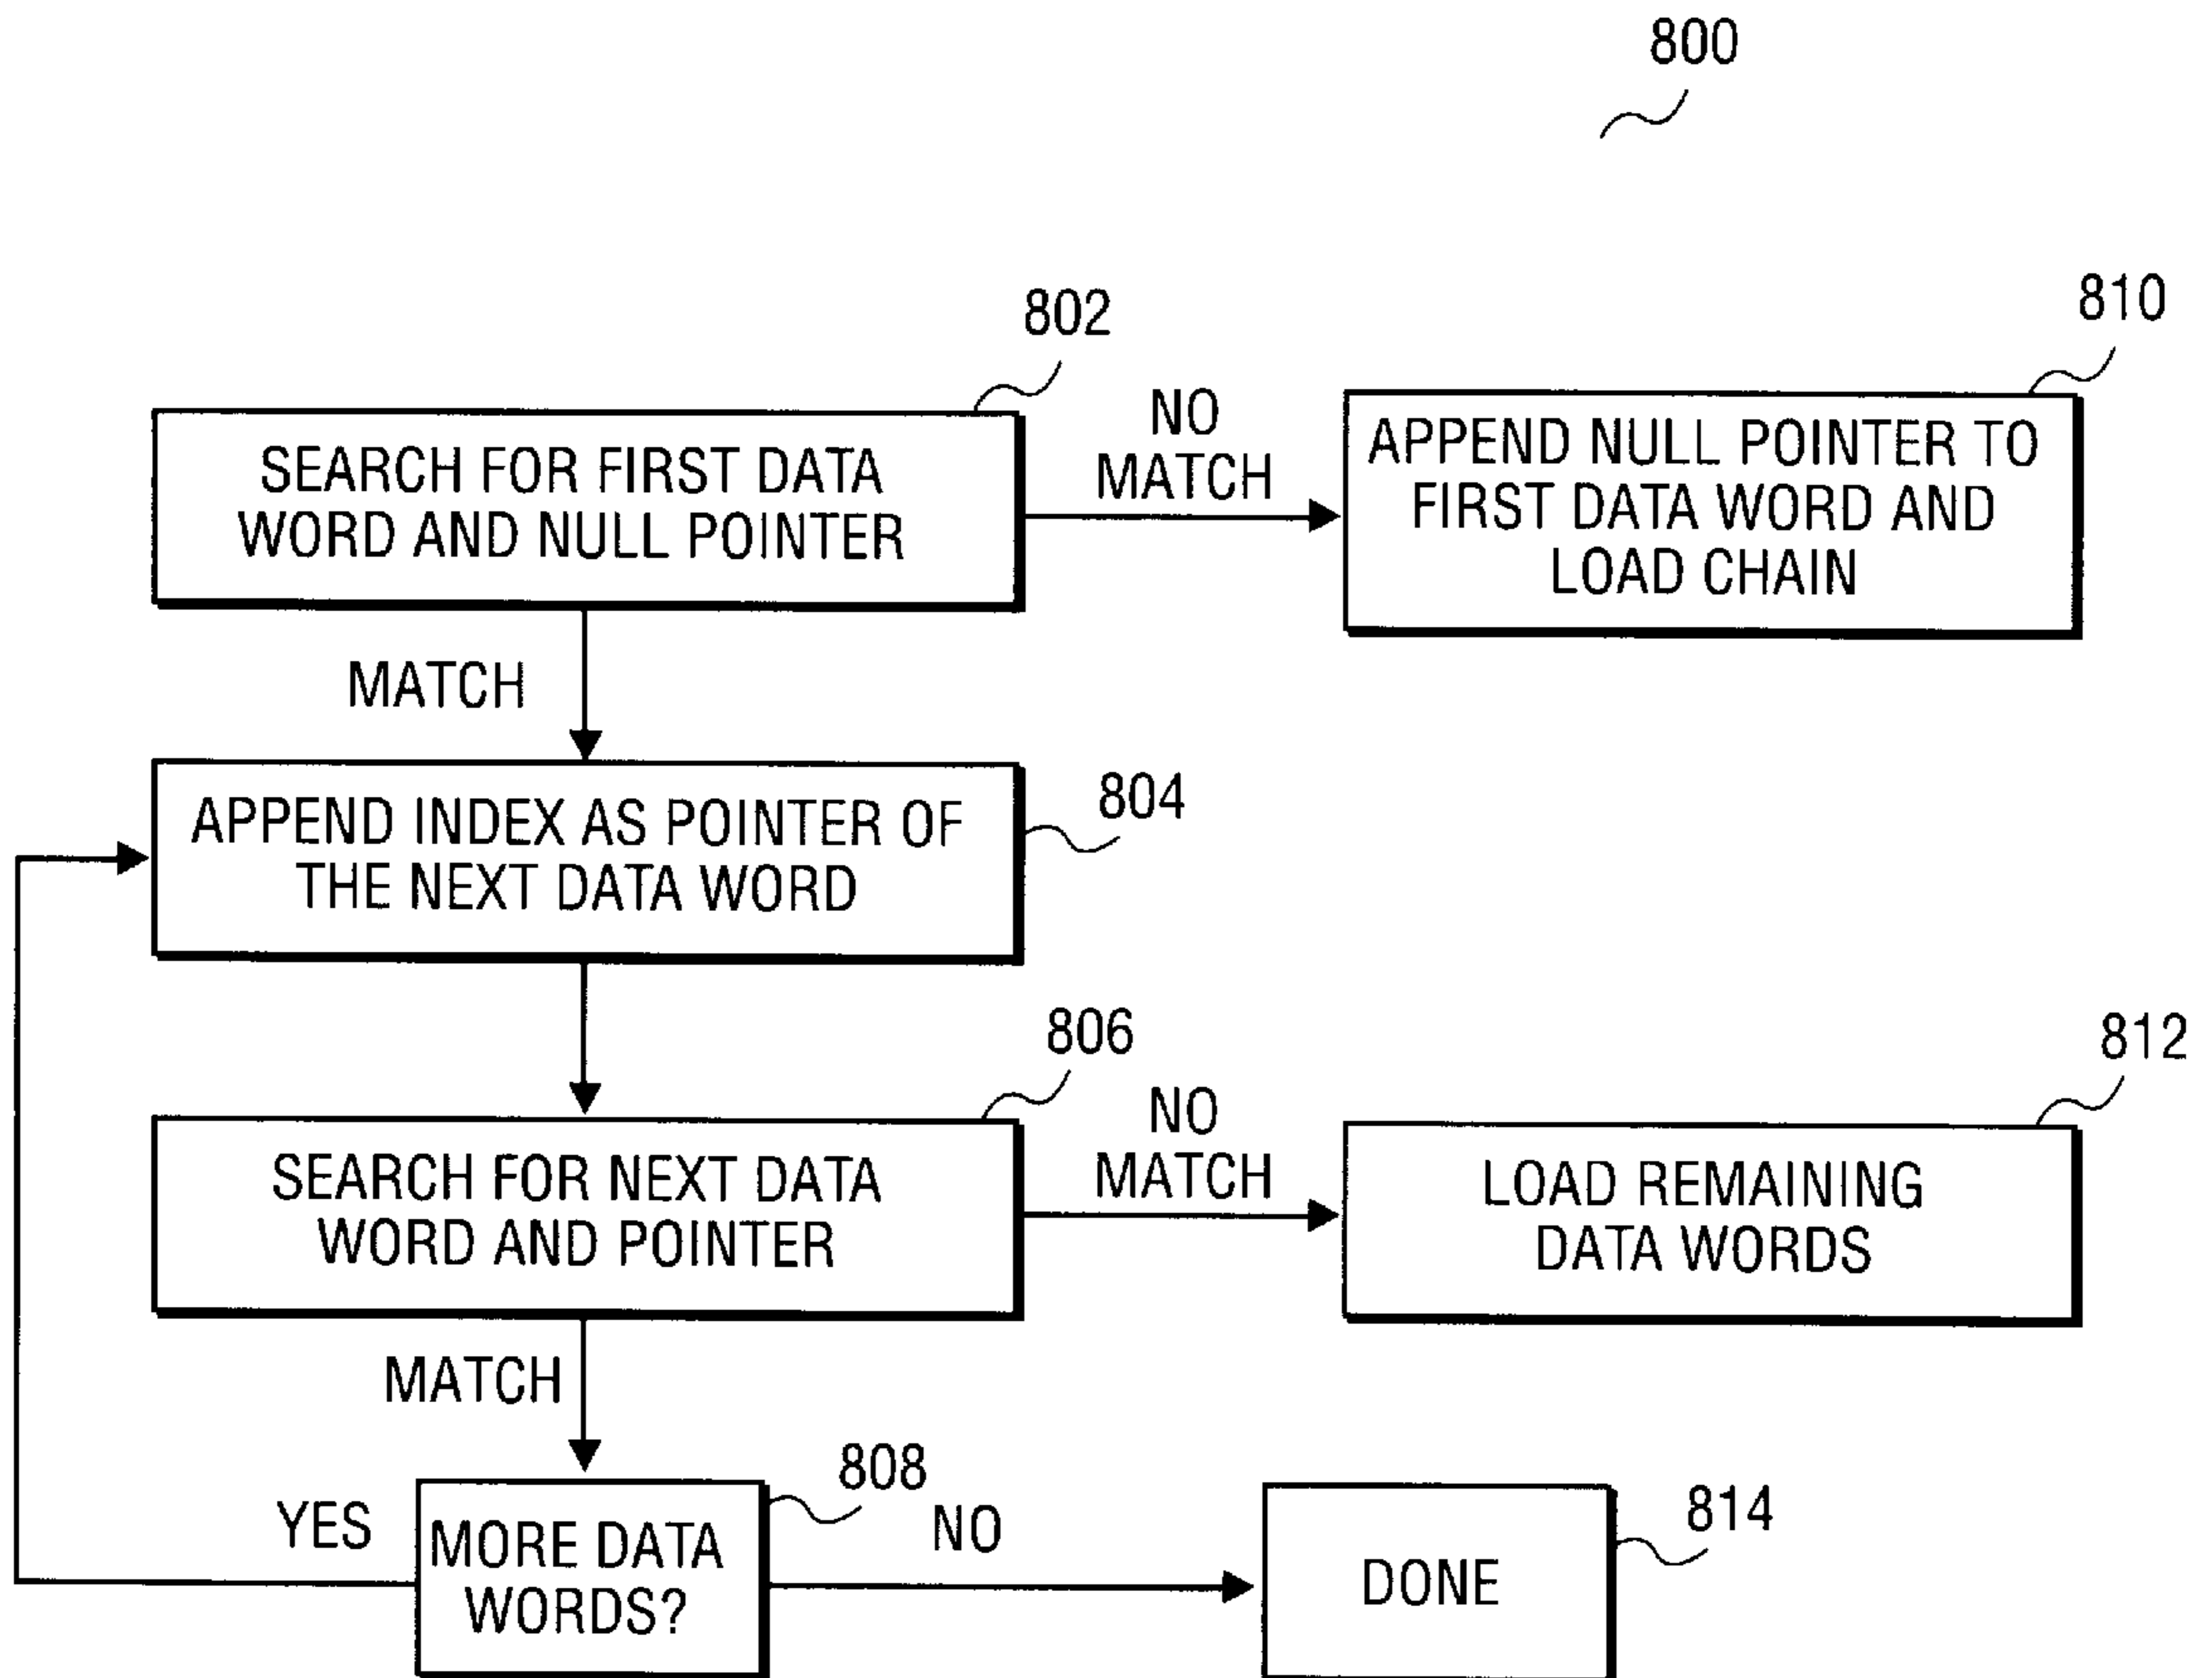 800
802
810
NO
MATCH
SEARCH FOR FIRST DATA
WORD AND NULL POINTER
APPEND NULL POINTER TO
FIRST DATA WORD AND
LOAD CHAIN
MATCH
804
APPEND INDEX AS POINTER OF
THE NEXT DATA WORD
806
812
NO
MATCH
SEARCH FOR NEXT DATA
WORD AND POINTER
LOAD REMAINING
DATA WORDS
MATCH
808
814
YES
NO
MORE DATA
WORDS?
DONE